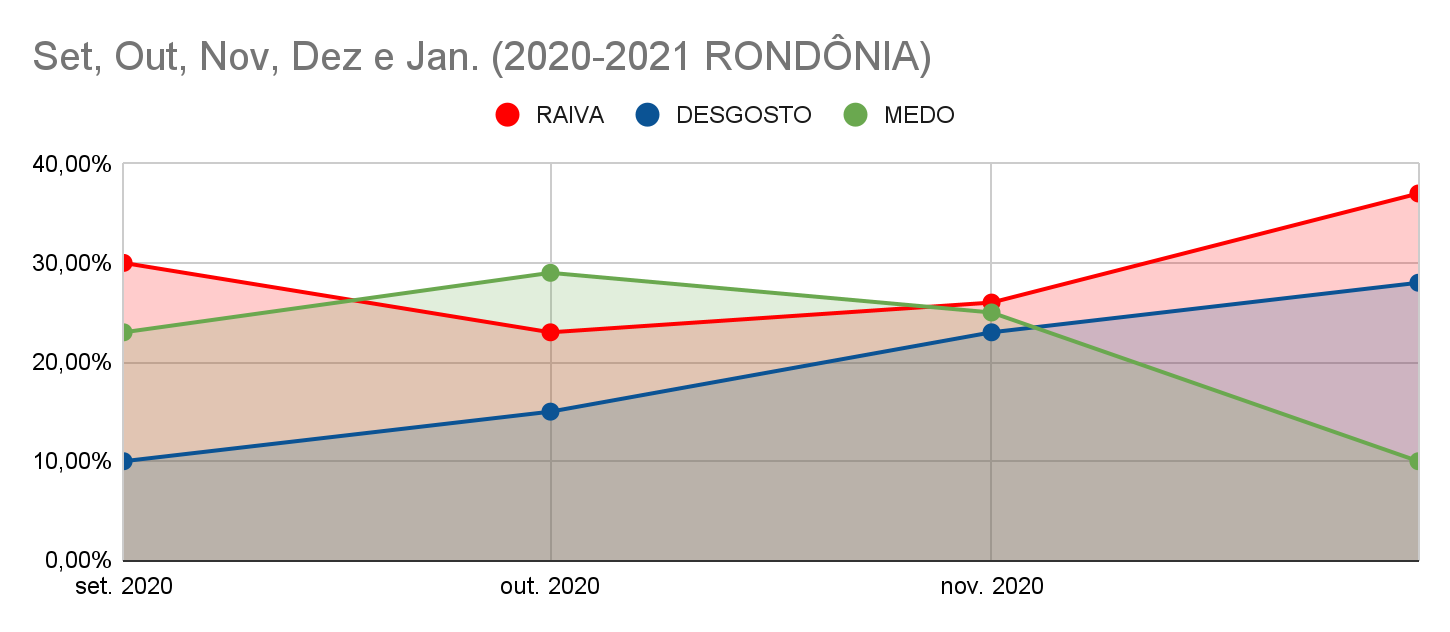 Set, Out, Nov, Dez e Jan. (2020-2021 RONDÔNIA)
RAIVA DESGOSTO MEDO
40,00%
30,00%
20,00%
10,00%
0,00%
set. 2020 out. 2020 nov. 2020